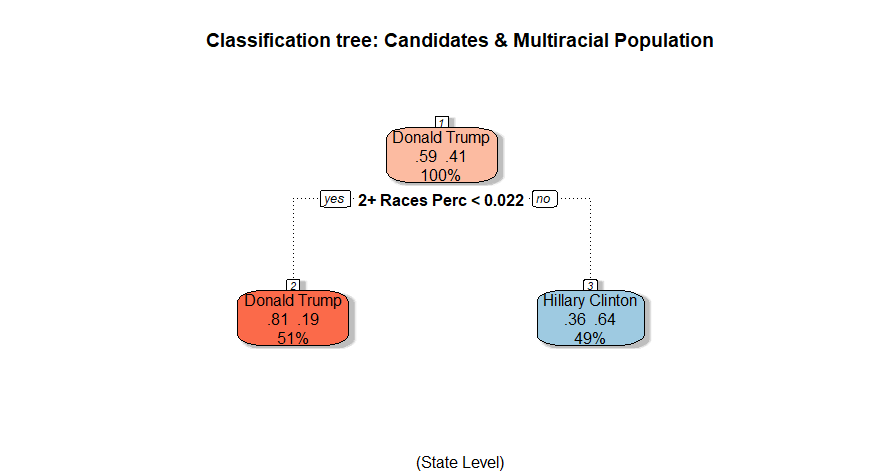 Classification tree: Candidates & Multiracial Population
1
Donald Trump
.59 .41
100%
yes 2+ Races Perc < 0.022 no
2
Donald Trump
.81 .19
51%
3
Hillary Clinton
.36 .64
49%
(State Level)